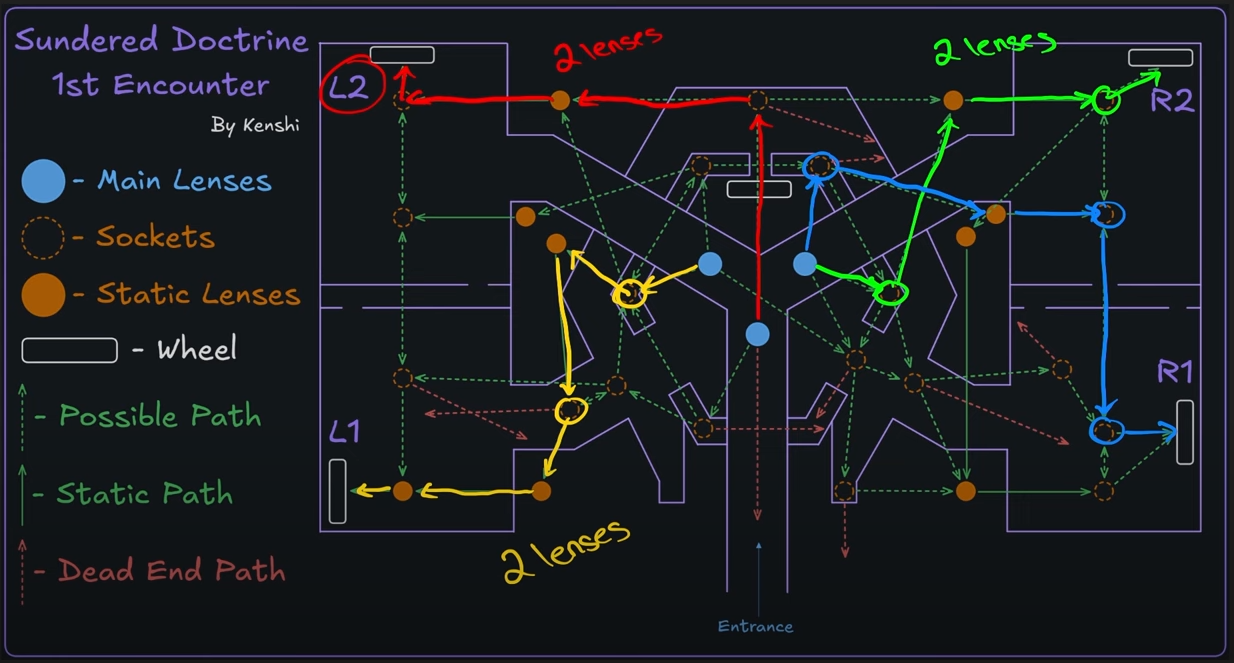 Sundered Doctrine
1st Encounter
By Kenshi
- Main Lenses
- Sockets
- Static Lenses
- Wheel
- Possible Path
- Static Path
- Dead End Path
L2
2 lenses
2 lenses
R2
L1
R1
2 lenses
Entrance